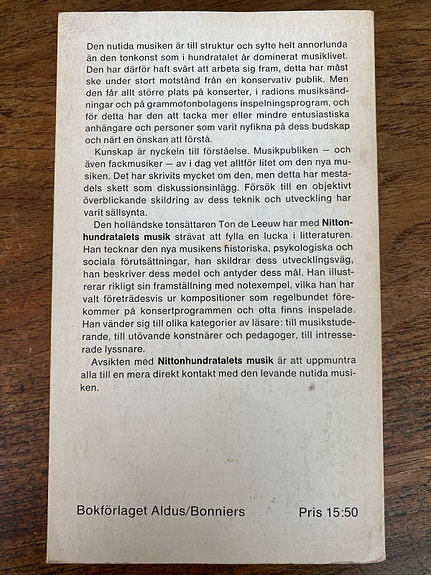 Den nutida musiken är till struktur och syfte helt annorlunda
än den tonkonst som i hundratalet år dominerat musiklivet.
Den har därför haft svårt att arbeta sig fram, detta har måst
ske under stort motstånd från en konservativ publik. Men
den får allt större plats på konserter, i radions musiksänd-
ningar och på grammofonbolagens inspelningsprogram, och
för detta har den att tacka mer eller mindre entusiastiska
anhängare och personer som varit nyfikna på dess budskap
och närt en önskan att förstå.
Kunskap är nyckeln till förståelse. Musikpubliken — och
även fackmusiker — av i dag vet alltför litet om den nya mu-
siken. Det har skrivits mycket om den, men detta har mesta-
dels skett som diskussionsinlägg. Försök till en objektivt
överblickande skildring av dess teknik och utveckling har
varit sällsynta.
Den holländske tonsättaren Ton de Leeuw har med Nitton-
hundratalets musik strävat att fylla en lucka i litteraturen.
Han tecknar den nya musikens historiska, psykologiska och
sociala förutsättningar, han skildrar dess utvecklingsväg,
han beskriver dess medel och antyder dess mål. Han illust-
rerar rikligt sin framställning med notexempel, vilka han har
valt företrädesvis ur kompositioner som regelbundet före-
kommer på konsertprogrammen och ofta finns inspelade.
Han vänder sig till olika kategorier av läsare: till musikstude-
rande, till utövande konstnärer och pedagoger, till intresse-
rade lyssnare.
Avsikten med Nittonhundratalets musik är att uppmuntra
alla till en mera direkt kontakt med den levande nutida musi-
ken.
Bokförlaget Aldus/Bonniers Pris 15:50